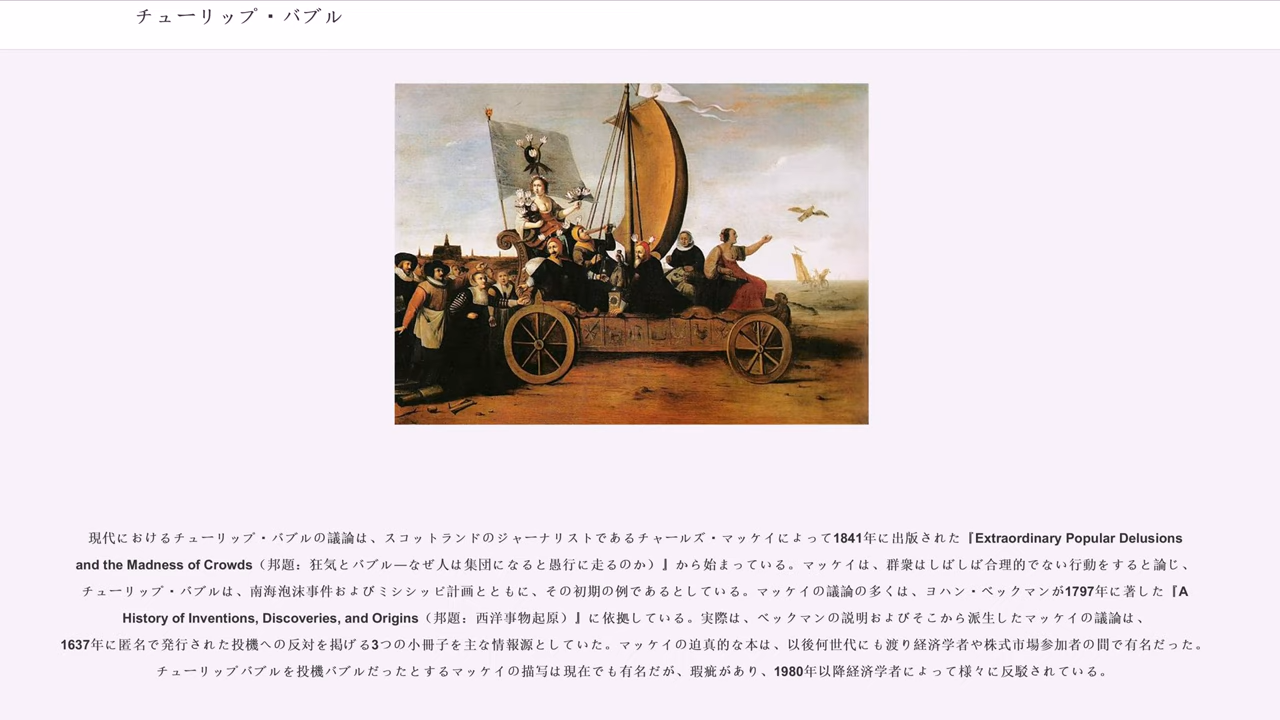 チューリップ・バブル
現代におけるチューリップ・バブルの議論は、スコットランドのジャーナリストであるチャールズ・マッケイによって1841年に出版された『Extraordinary Popular Delusions
and the Madness of Crowds（邦題：狂気とバブル―なぜ人は集団になると愚行に走るのか）』から始まっている。マッケイは、群衆はしばしば合理的でない行動をすると論じ、
チューリップ・バブルは、南海泡沫事件およびミシシッピ計画とともに、その初期の例であるとしている。マッケイの議論の多くは、ヨハン・ベックマンが1797年に著した『A
History of Inventions, Discoveries, and Origins（邦題：西洋事物起原）』に依拠している。実際は、ベックマンの説明およびそこから派生したマッケイの議論は、
1637年に匿名で発行された投機への反対を掲げる3つの小冊子を主な情報源としていた。マッケイの迫真的な本は、以後何世代にも渡り経済学者や株式市場参加者の間で有名だった。
チューリップバブルを投機バブルだったとするマッケイの描写は現在でも有名だが、瑕疵があり、1980年以降経済学者によって様々に反駁されている。